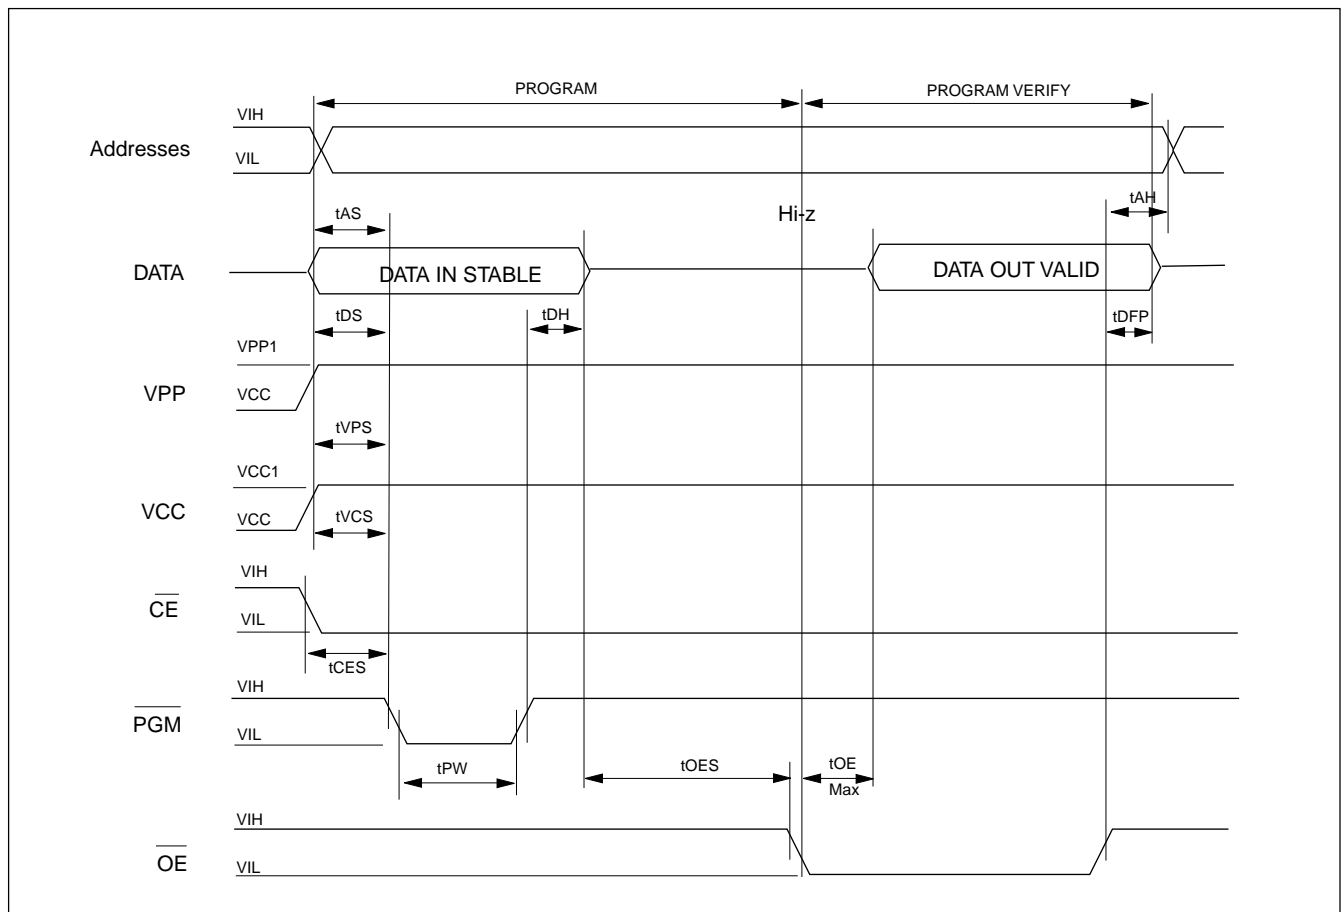 PROGRAM PROGRAM VERIFY
VIH
Addresses
VIL
tAS tAH
Hi-z
DATA DATA IN STABLE DATA OUT VALID
tDS tDH tDFP
VPP1
VPP VCC
tVPS
VCC1
VCC VCC tVCS
VIH
CE
VIL
tCES
VIH
PGM
VIL
tPW tOES tOE
Max
VIH
OE
VIL